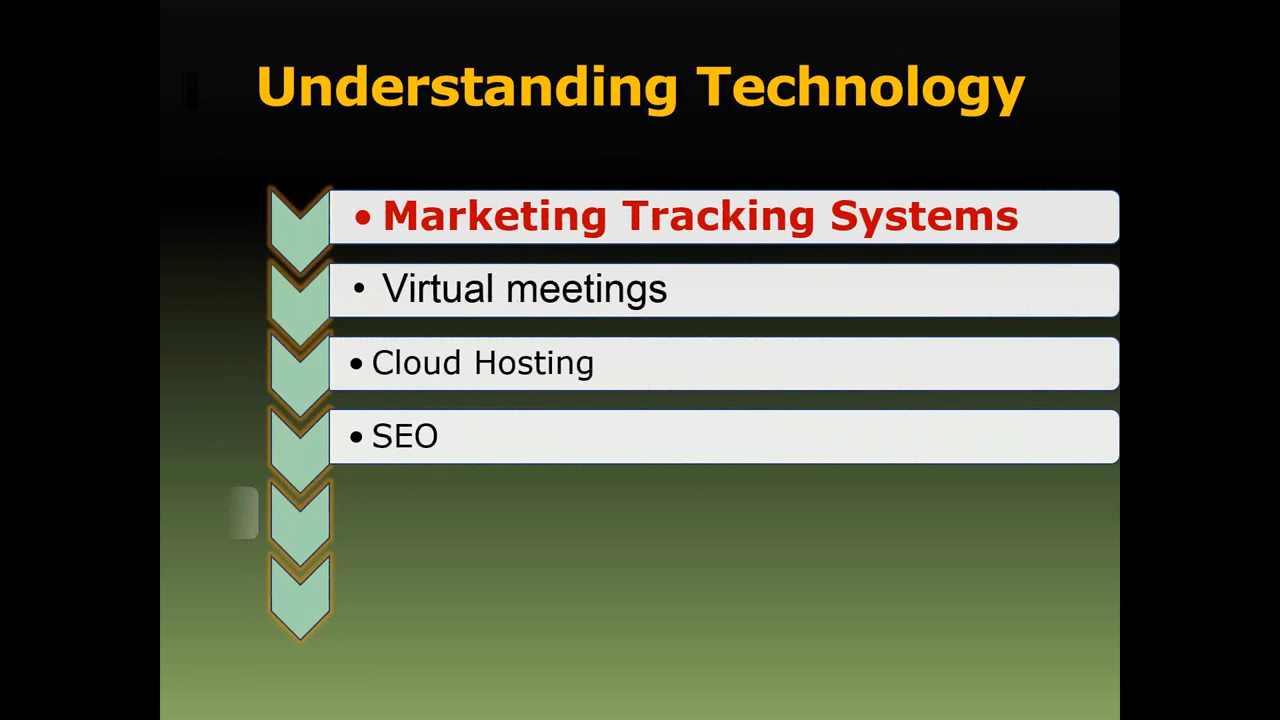 Understanding Technology
• Marketing Tracking Systems
• Virtual meetings
• Cloud Hosting
• SEO